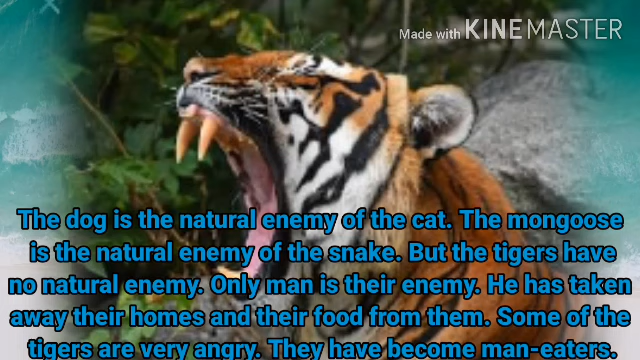 Made with KINEMASTER
The dog is the natural enemy of the cat. The mongoose
is the natural enemy of the snake. But the tigers have
no natural enemy. Only man is their enemy. He has taken
away their homes and their food from them. Some of the
tigers are very angry. They have become man-eaters.